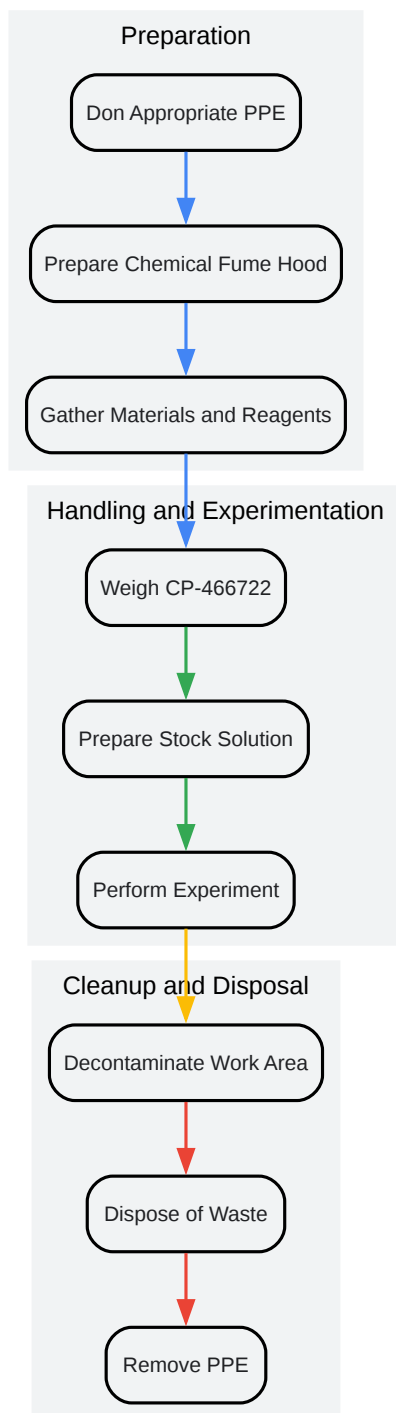 Preparation
Don Appropriate PPE
Prepare Chemical Fume Hood
Gather Materials and Reagents
Handling and Experimentation
Weigh CP-466722
Prepare Stock Solution
Perform Experiment
Cleanup and Disposal
Decontaminate Work Area
Dispose of Waste
Remove PPE